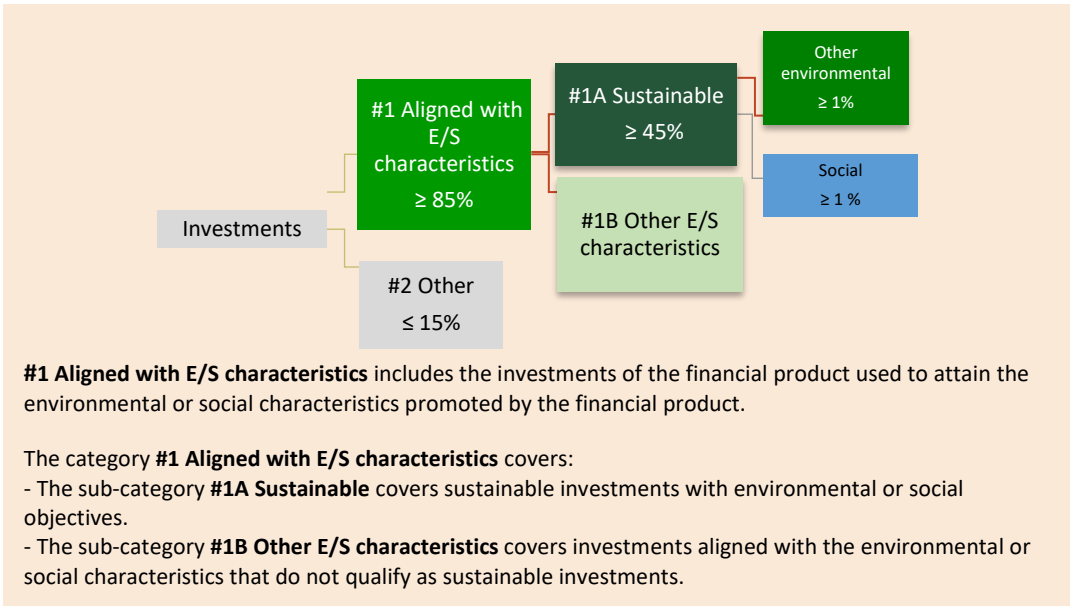 Investments
#1 Aligned with
E/S
characteristics
≥ 85%
#2 Other
≤ 15%
#1A Sustainable
≥ 45%
#1B Other E/S
characteristics
Other
environmental
≥ 1%
Social
≥ 1 %
#1 Aligned with E/S characteristics includes the investments of the financial product used to attain the
environmental or social characteristics promoted by the financial product.
The category #1 Aligned with E/S characteristics covers:
- The sub-category #1A Sustainable covers sustainable investments with environmental or social
objectives.
- The sub-category #1B Other E/S characteristics covers investments aligned with the environmental or
social characteristics that do not qualify as sustainable investments.